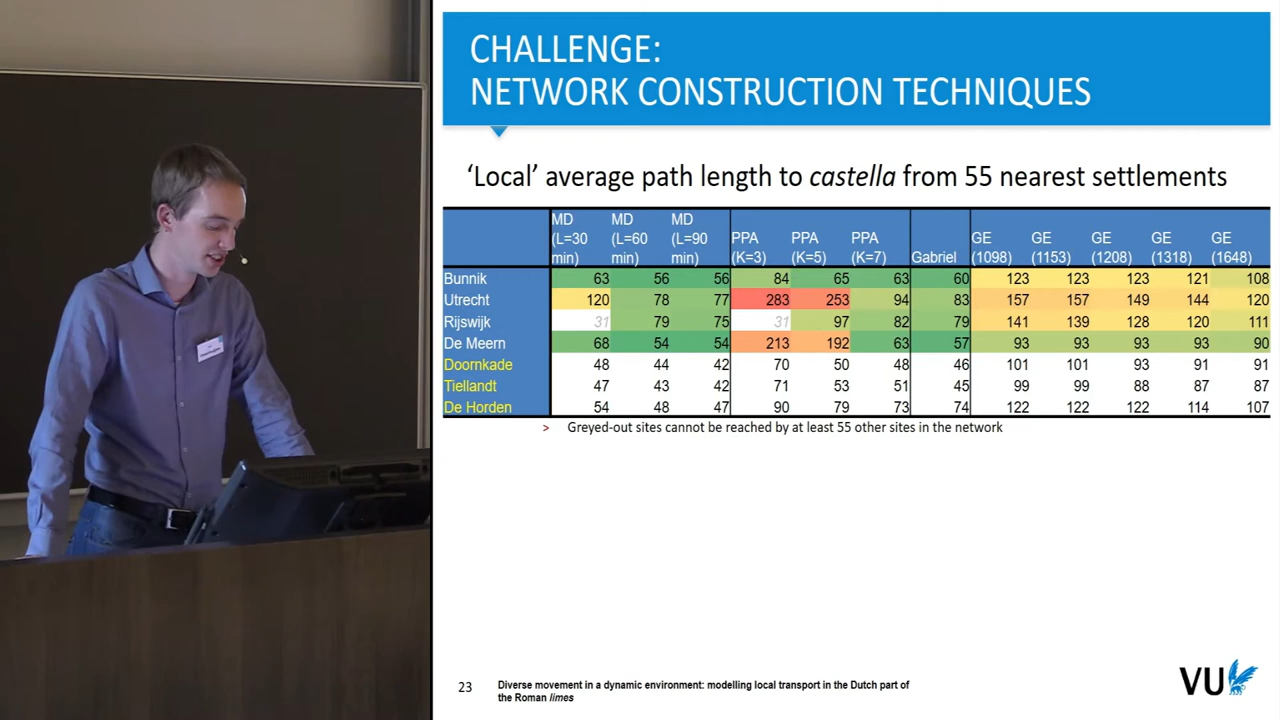 CHALLENGE:
NETWORK CONSTRUCTION TECHNIQUES
‘Local’ average path length to castella from 55 nearest settlements
MD (L=30 min) MD (L=60 min) MD (L=90 min) PPA (K=3) PPA (K=5) PPA (K=7) Gabriel GE (1098) GE (1153) GE (1208) GE (1318) GE (1648)
Bunnik 63 56 56 84 65 63 60 123 123 123 121 108
Utrecht 120 78 77 283 253 94 83 157 157 149 144 120
Rijswijk 31 79 75 31 97 82 79 141 139 128 120 111
De Meern 68 54 54 213 192 63 57 93 93 93 93 90
Doornkade 48 44 42 70 50 48 46 101 101 93 91 91
Tiellandt 47 43 42 71 53 51 45 99 99 88 87 87
De Horden 54 48 47 90 79 73 74 122 122 122 114 107
> Greyed-out sites cannot be reached by at least 55 other sites in the network
23 Diverse movement in a dynamic environment: modelling local transport in the Dutch part of
the Roman limes
VU